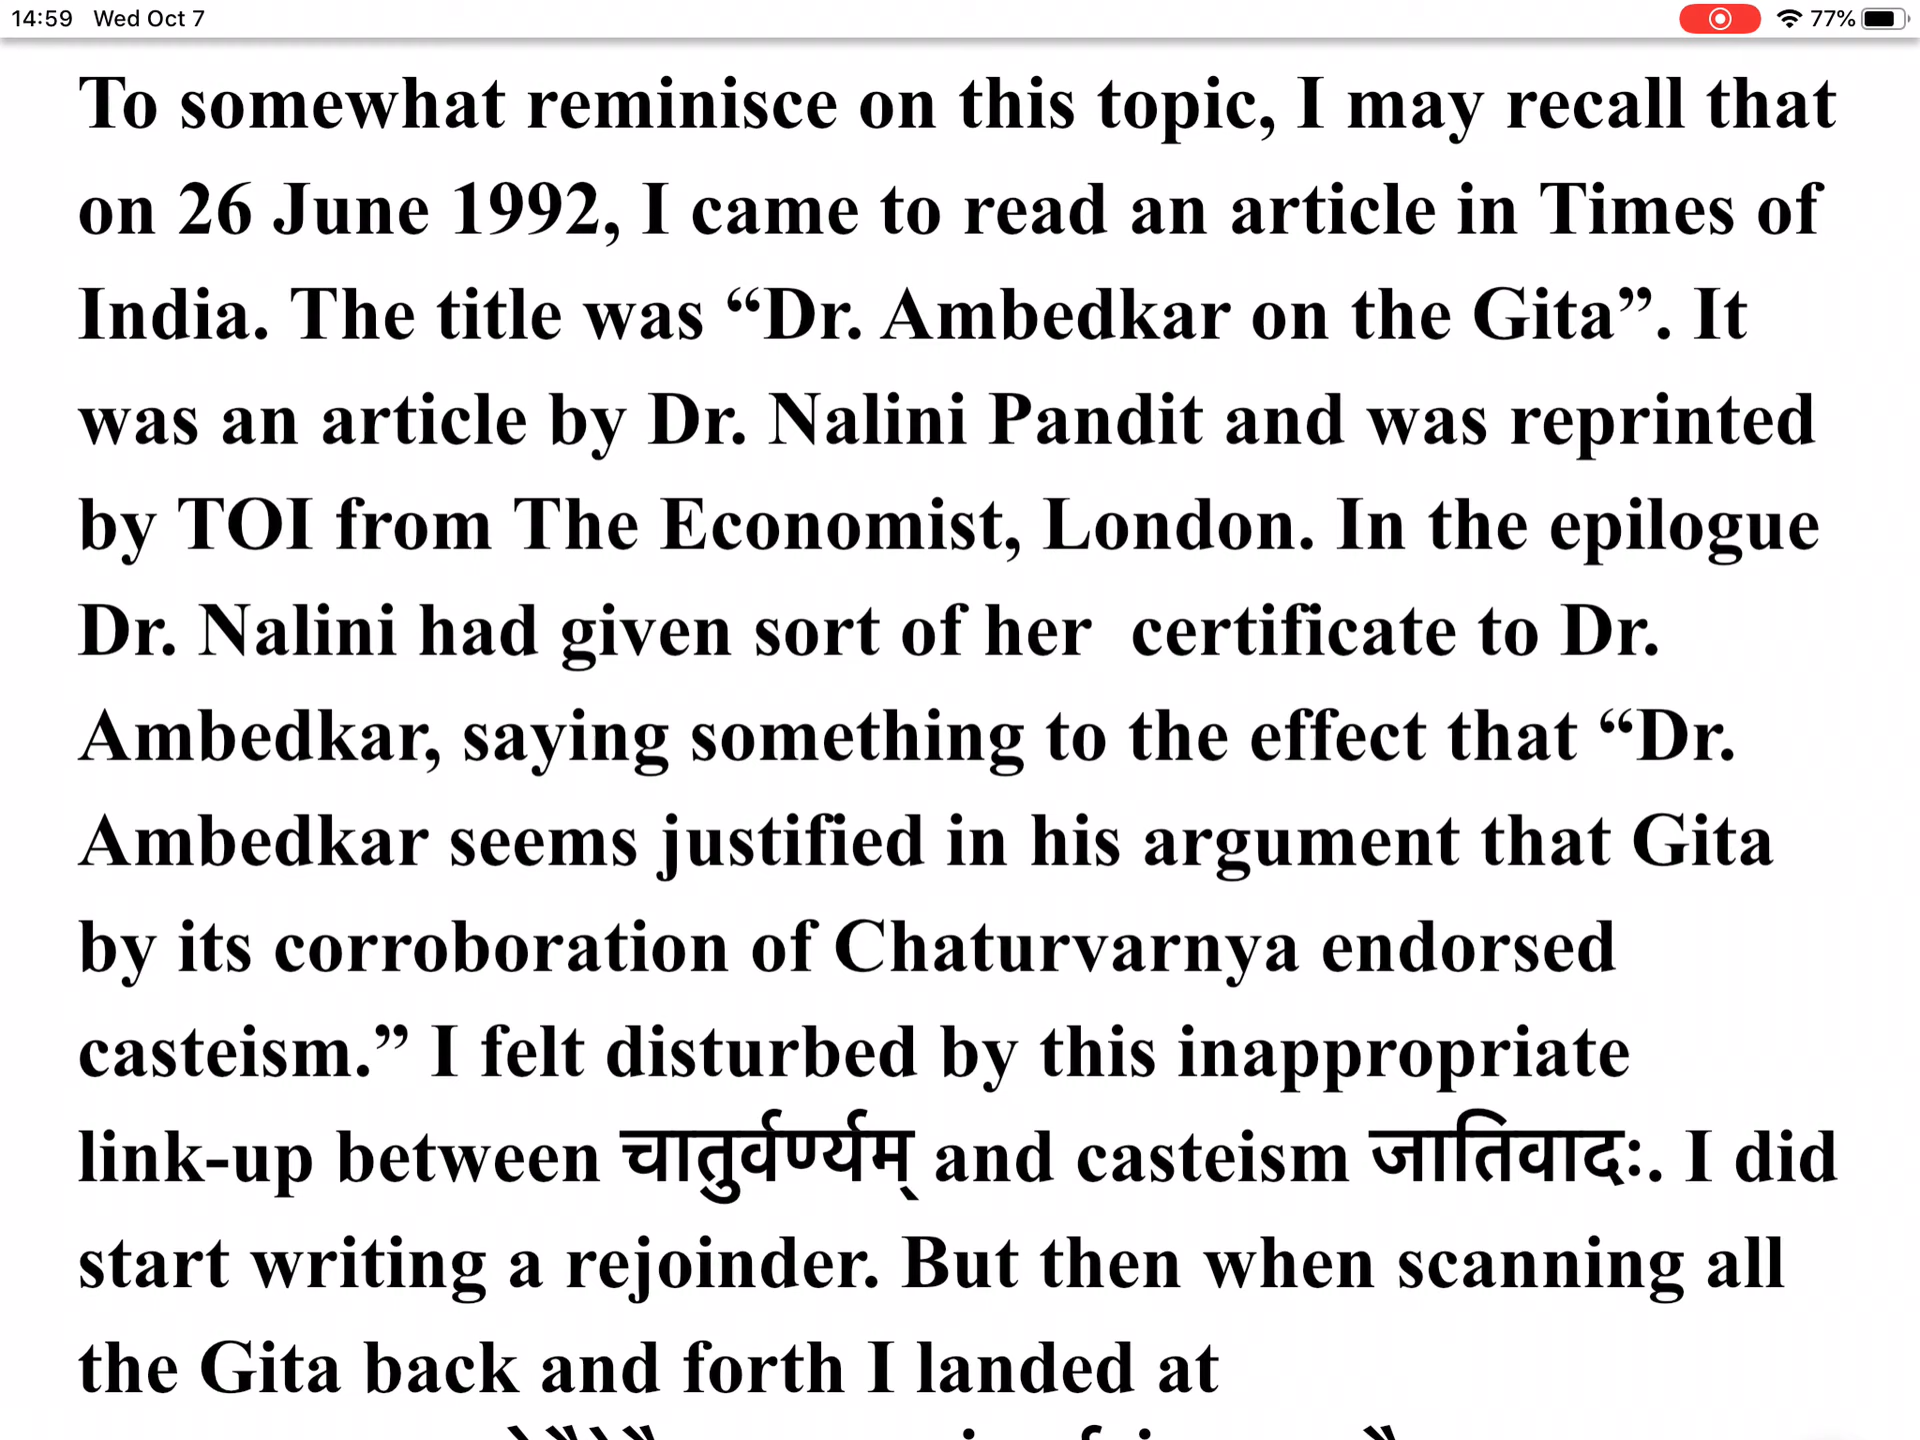 14:59 Wed Oct 7 77%
To somewhat reminisce on this topic, I may recall that
on 26 June 1992, I came to read an article in Times of
India. The title was “Dr. Ambedkar on the Gita”. It
was an article by Dr. Nalini Pandit and was reprinted
by TOI from The Economist, London. In the epilogue
Dr. Nalini had given sort of her  certificate to Dr.
Ambedkar, saying something to the effect that “Dr.
Ambedkar seems justified in his argument that Gita
by its corroboration of Chaturvarnya endorsed
casteism.” I felt disturbed by this inappropriate
link-up between चातुर्वर्ण्यम् and casteism जातिवादः. I did
start writing a rejoinder. But then when scanning all
the Gita back and forth I landed at